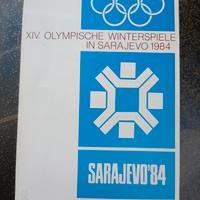 XIV. OLYMPISCHE WINTERSPIELE
IN SARAJEVO 1984
SARAJEVO'84